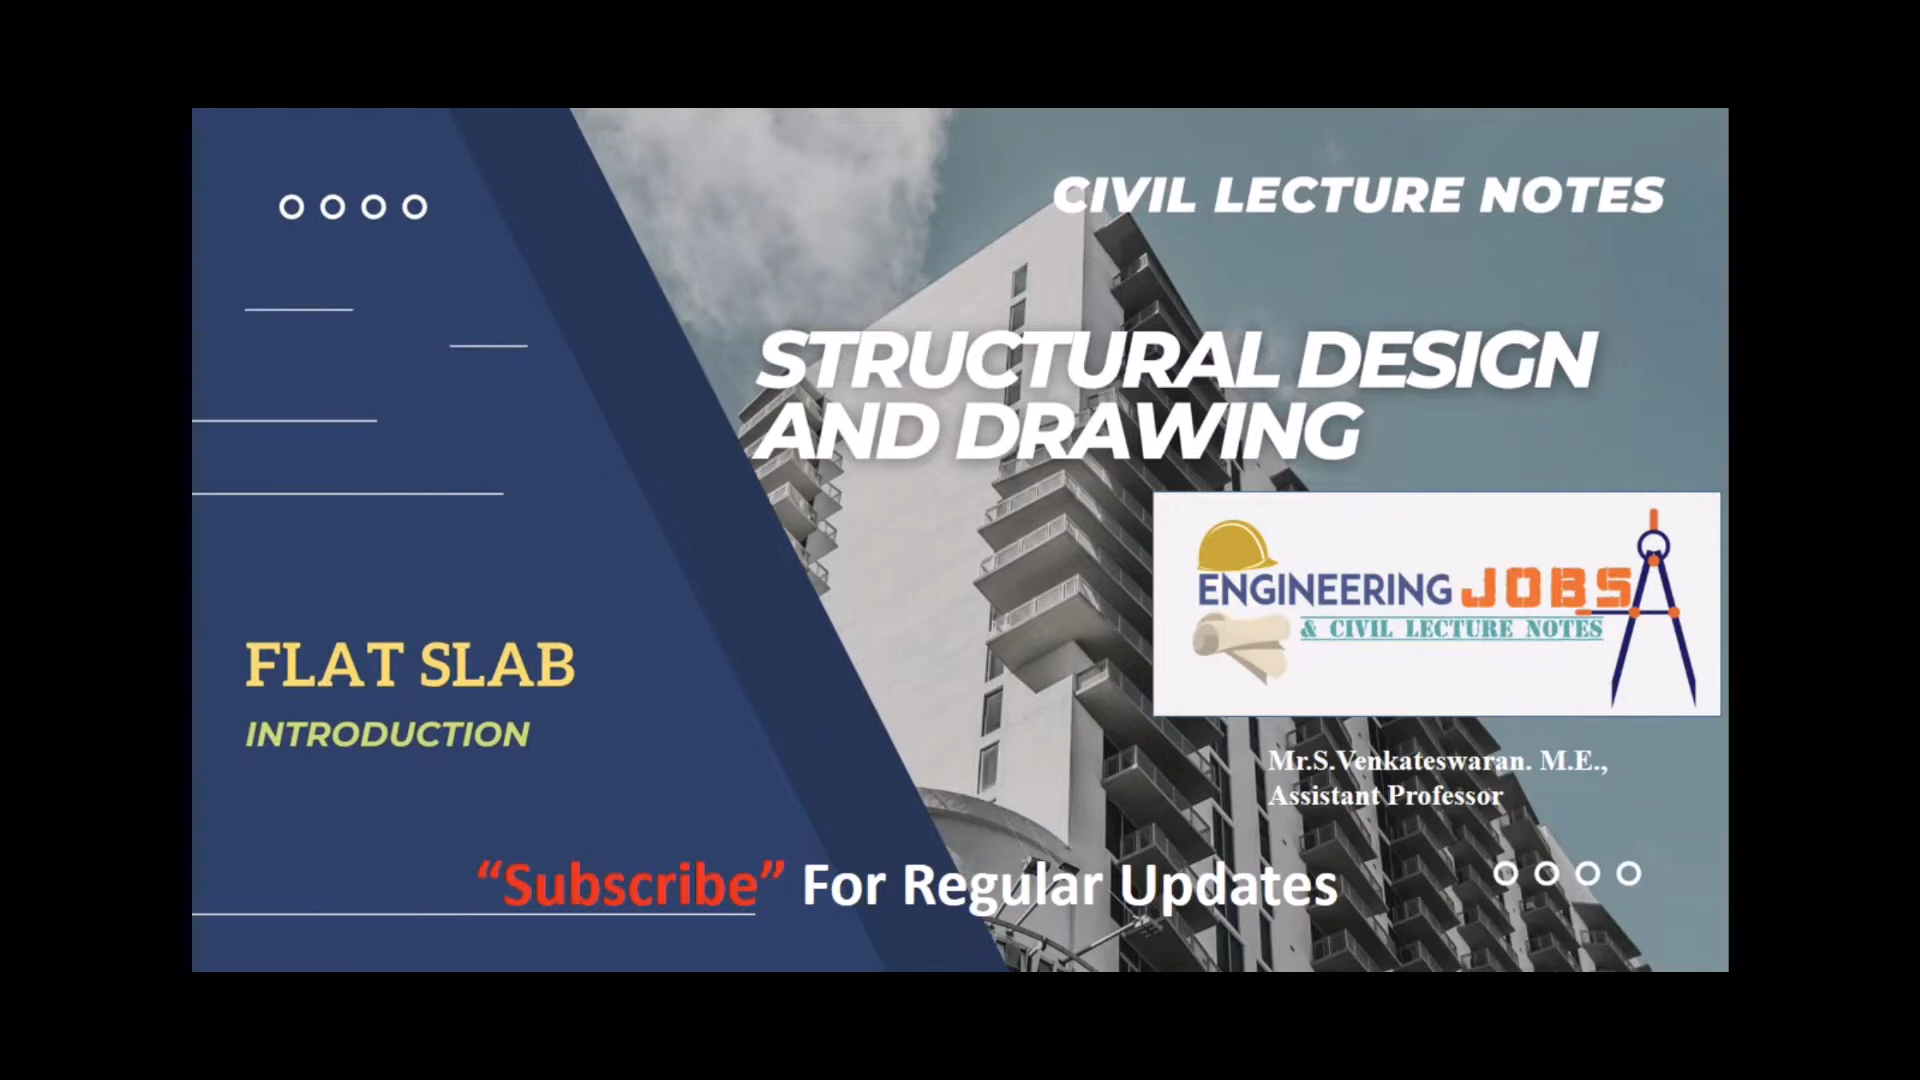 CIVIL LECTURE NOTES
STRUCTURAL DESIGN
AND DRAWING
ENGINEERING JOBS
& CIVIL LECTURE NOTES
FLAT SLAB
INTRODUCTION
Mr.S.Venkateswaran. M.E.,
Assistant Professor
“Subscribe” For Regular Updates